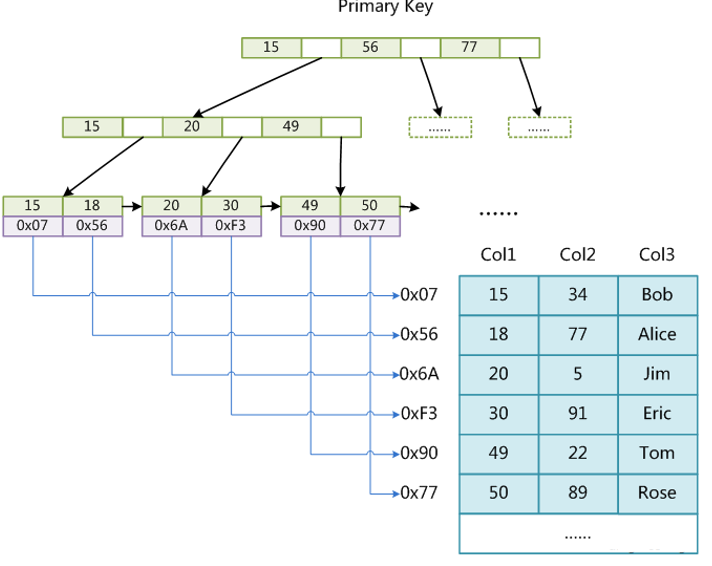 Primary Key
15 56 77
15 20 49
...... ......
15 18 20 30 49 50
0x07 0x56 0x6A 0xF3 0x90 0x77
......
Col1 Col2 Col3
0x07 15 34 Bob
0x56 18 77 Alice
0x6A 20 5 Jim
0xF3 30 91 Eric
0x90 49 22 Tom
0x77 50 89 Rose
......